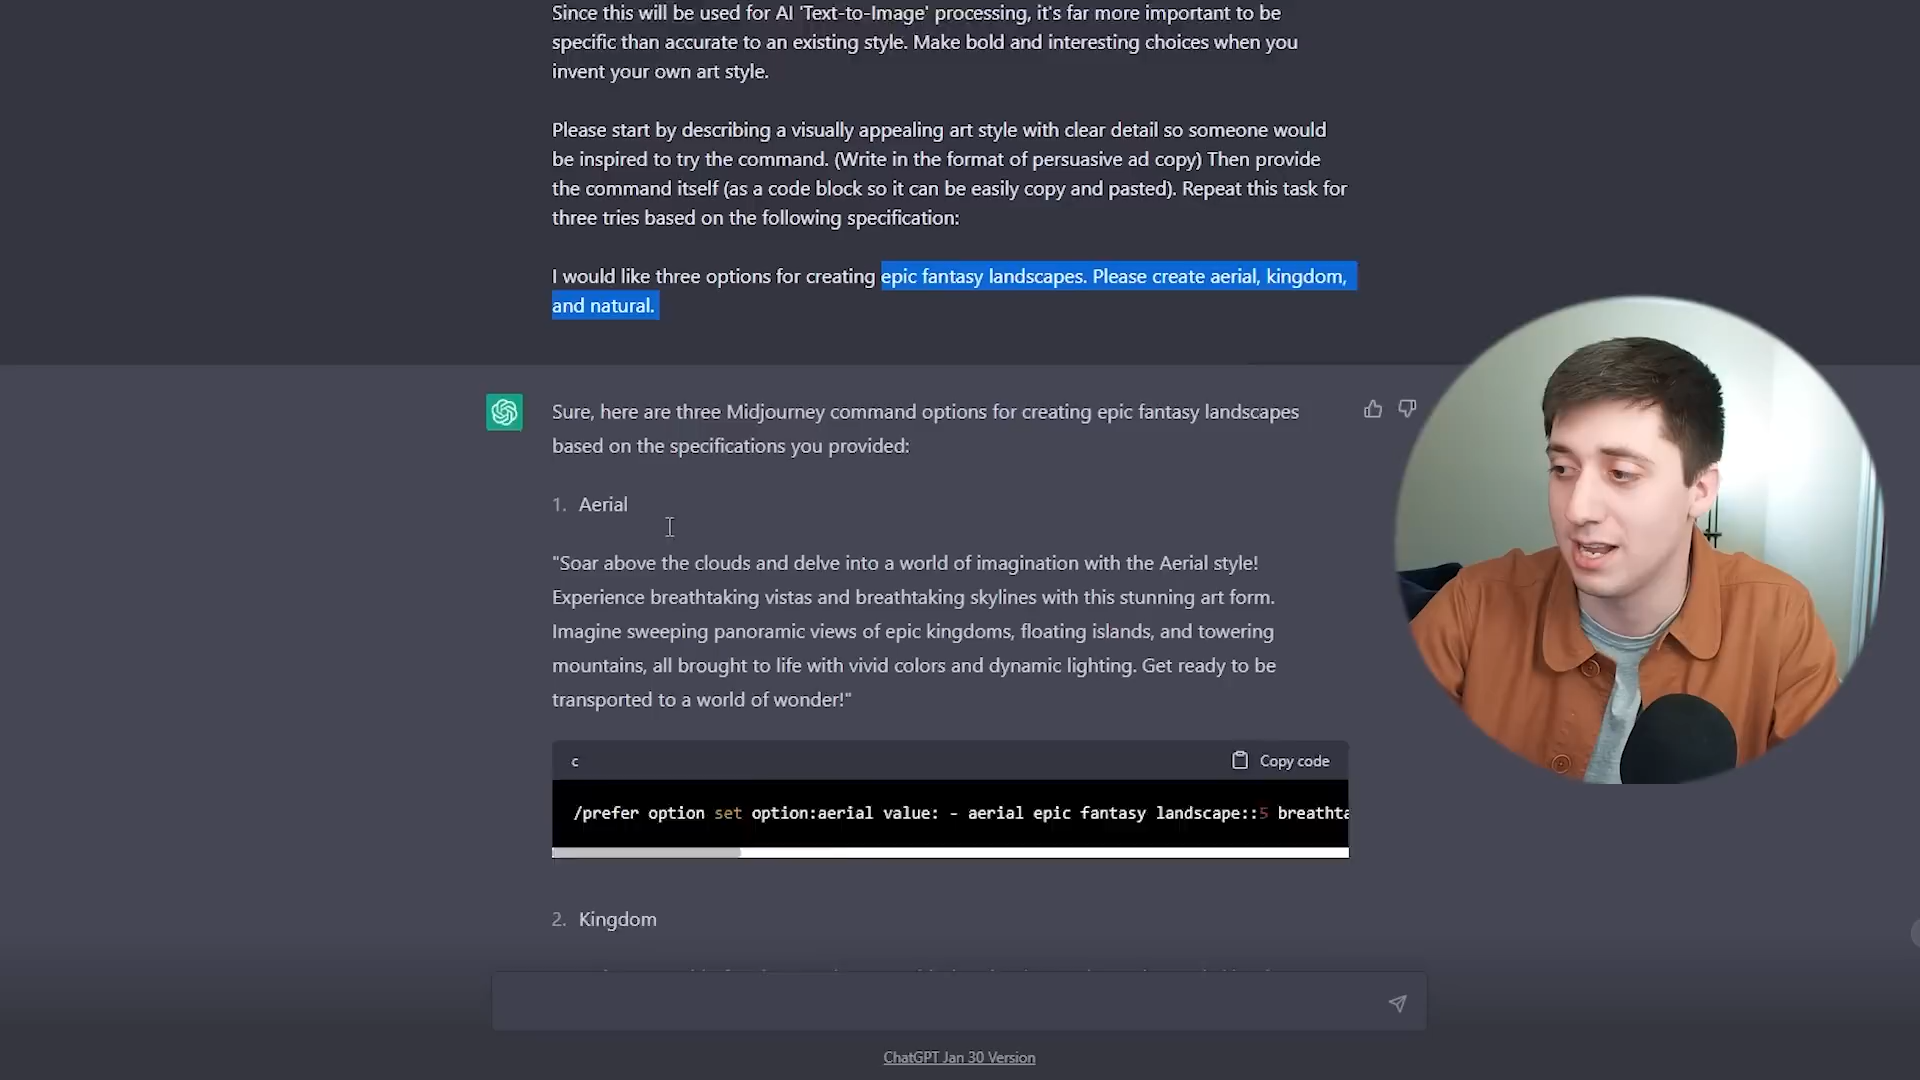 Since this will be used for AI 'Text-to-Image' processing, it's far more important to be
specific than accurate to an existing style. Make bold and interesting choices when you
invent your own art style.
Please start by describing a visually appealing art style with clear detail so someone would
be inspired to try the command. (Write in the format of persuasive ad copy) Then provide
the command itself (as a code block so it can be easily copy and pasted). Repeat this task for
three tries based on the following specification:
I would like three options for creating epic fantasy landscapes. Please create aerial, kingdom,
and natural.
Sure, here are three Midjourney command options for creating epic fantasy landscapes
based on the specifications you provided:
1. Aerial
"Soar above the clouds and delve into a world of imagination with the Aerial style!
Experience breathtaking vistas and breathtaking skylines with this stunning art form.
Imagine sweeping panoramic views of epic kingdoms, floating islands, and towering
mountains, all brought to life with vivid colors and dynamic lighting. Get ready to be
transported to a world of wonder!"
c
Copy code
/prefer option set option:aerial value: - aerial epic fantasy landscape::5 breathta
2. Kingdom
ChatGPT Jan 30 Version